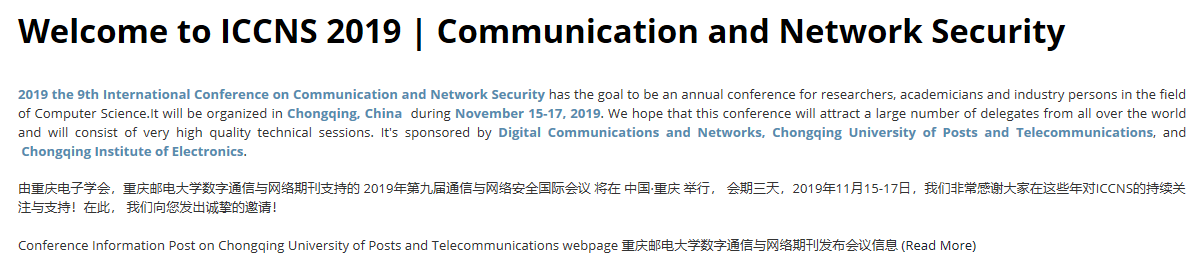 Welcome to ICCNS 2019 | Communication and Network Security
2019 the 9th International Conference on Communication and Network Security has the goal to be an annual conference for researchers, academicians and industry persons in the field
of Computer Science.It will be organized in Chongqing, China during November 15-17, 2019. We hope that this conference will attract a large number of delegates from all over the world
and will consist of very high quality technical sessions. It's sponsored by Digital Communications and Networks, Chongqing University of Posts and Telecommunications, and
Chongqing Institute of Electronics.
由重庆电子学会，重庆邮电大学数字通信与网络期刊支持的 2019年第九届通信与网络安全国际会议 将在 中国·重庆 举行， 会期三天，2019年11月15-17日，我们非常感谢大家在这些年对ICCNS的持续关
注与支持！在此， 我们向您发出诚挚的邀请！
Conference Information Post on Chongqing University of Posts and Telecommunications webpage 重庆邮电大学数字通信与网络期刊发布会议信息 (Read More)